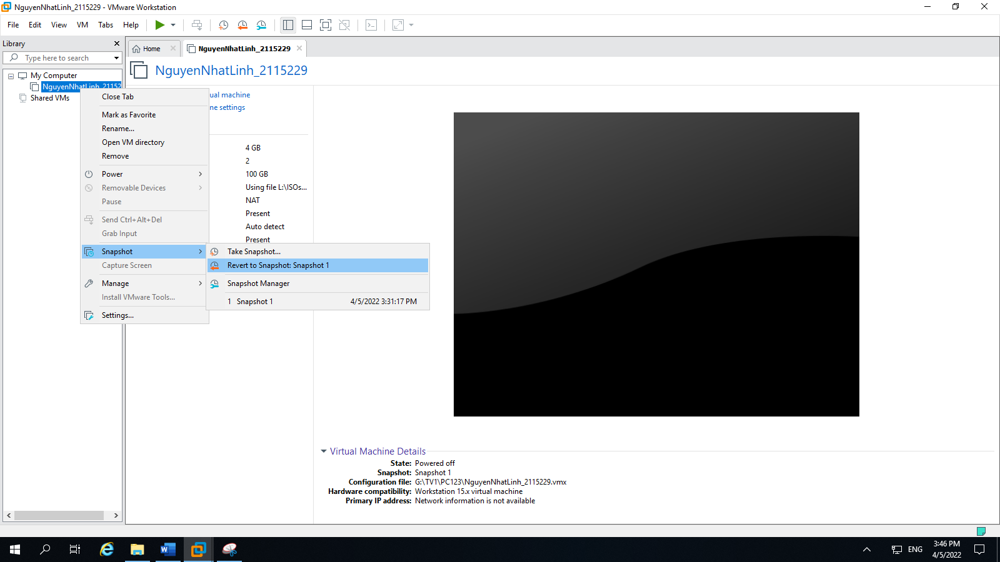 NguyenNhatLinh_2115229 - VMware Workstation
File Edit View VM Tabs Help
Library
Type here to search
My Computer
NguyenNhatLinh_21152
Shared VMs
Home
NguyenNhatLinh_2115229
NguyenNhatLinh_2115229
ual machine
ne settings
4 GB
2
100 GB
Using file L:\ISOs...
NAT
Present
Auto detect
Present
Close Tab
Mark as Favorite
Rename...
Open VM directory
Remove
Power
Removable Devices
Pause
Send Ctrl+Alt+Del
Grab Input
Snapshot
Capture Screen
Manage
Install VMware Tools...
Settings...
Take Snapshot...
Revert to Snapshot: Snapshot 1
Snapshot Manager
1 Snapshot 1 4/5/2022 3:31:17 PM
Virtual Machine Details
State: Powered off
Snapshot: Snapshot 1
Configuration file: G:\TV1\PC123\NguyenNhatLinh_2115229.vmx
Hardware compatibility: Workstation 15.x virtual machine
Primary IP address: Network information is not available
ENG
3:46 PM
4/5/2022